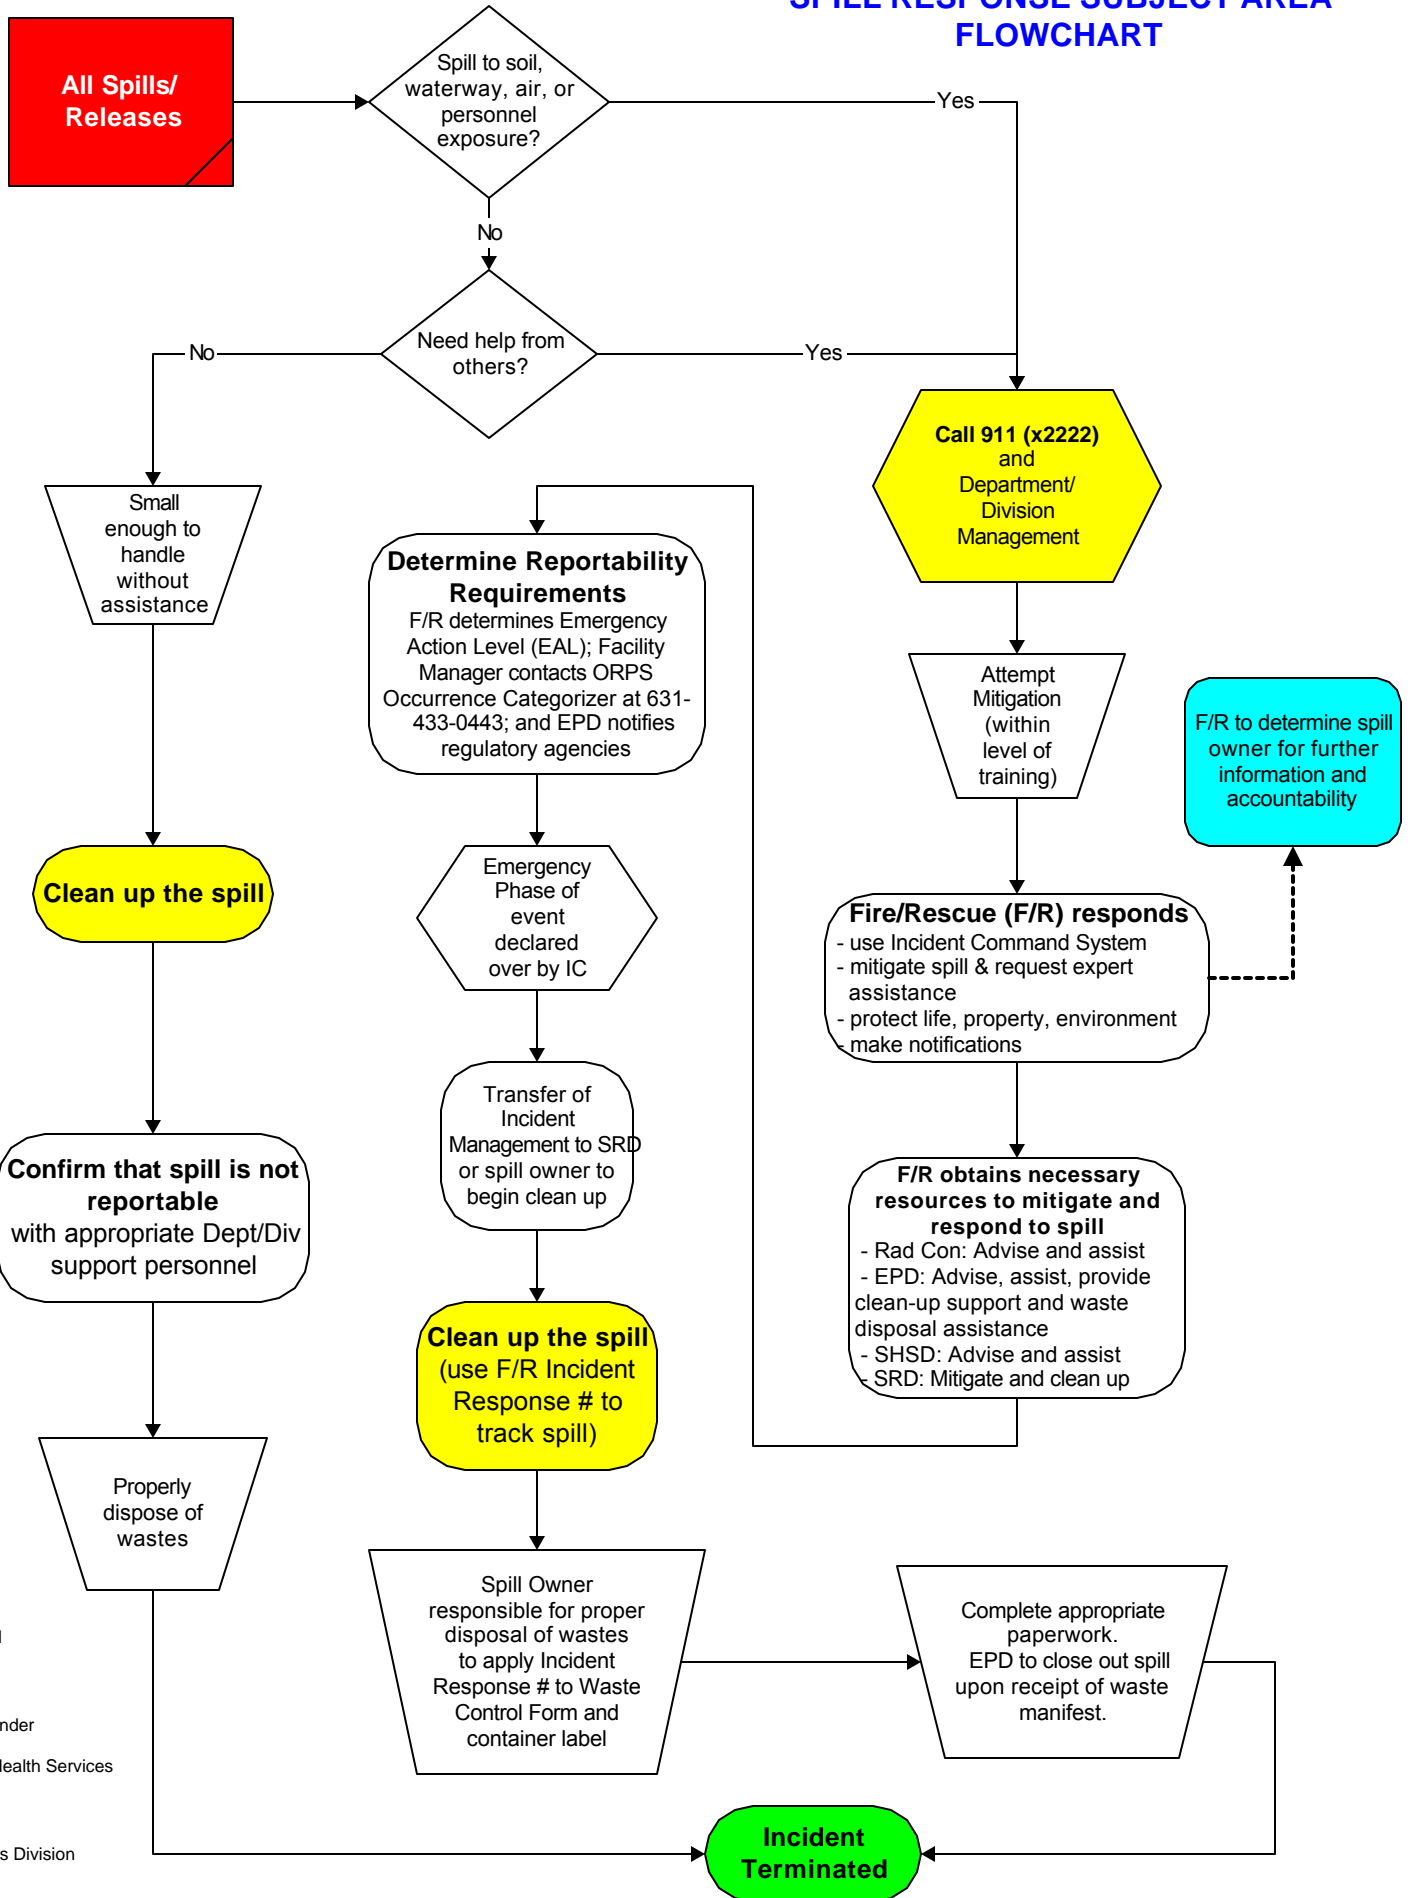 SPILL RESPONSE SUBJECT AREA
FLOWCHART
All Spills/
Releases
Spill to soil,
waterway, air, or
personnel
exposure?
Yes
No
Need help from
others?
No
Yes
Call 911 (x2222)
and
Department/
Division
Management
Small
enough to
handle
without
assistance
Determine Reportability
Requirements
F/R determines Emergency
Action Level (EAL); Facility
Manager contacts ORPS
Occurrence Categorizer at 631-
433-0443; and EPD notifies
regulatory agencies
Attempt
Mitigation
(within
level of
training)
F/R to determine spill
owner for further
information and
accountability
Clean up the spill
Emergency
Phase of
event
declared
over by IC
Fire/Rescue (F/R) responds
- use Incident Command System
- mitigate spill & request expert
assistance
- protect life, property, environment
- make notifications
Transfer of
Incident
Management to SRD
or spill owner to
begin clean up
Confirm that spill is not
reportable
with appropriate Dept/Div
support personnel
F/R obtains necessary
resources to mitigate and
respond to spill
- Rad Con: Advise and assist
- EPD: Advise, assist, provide
clean-up support and waste
disposal assistance
- SHSD: Advise and assist
- SRD: Mitigate and clean up
Clean up the spill
(use F/R Incident
Response # to
track spill)
Properly
dispose of
wastes
Spill Owner
responsible for proper
disposal of wastes
to apply Incident
Response # to Waste
Control Form and
container label
Complete appropriate
paperwork.
EPD to close out spill
upon receipt of waste
manifest.
nder
Health Services
s Division
Incident
Terminated